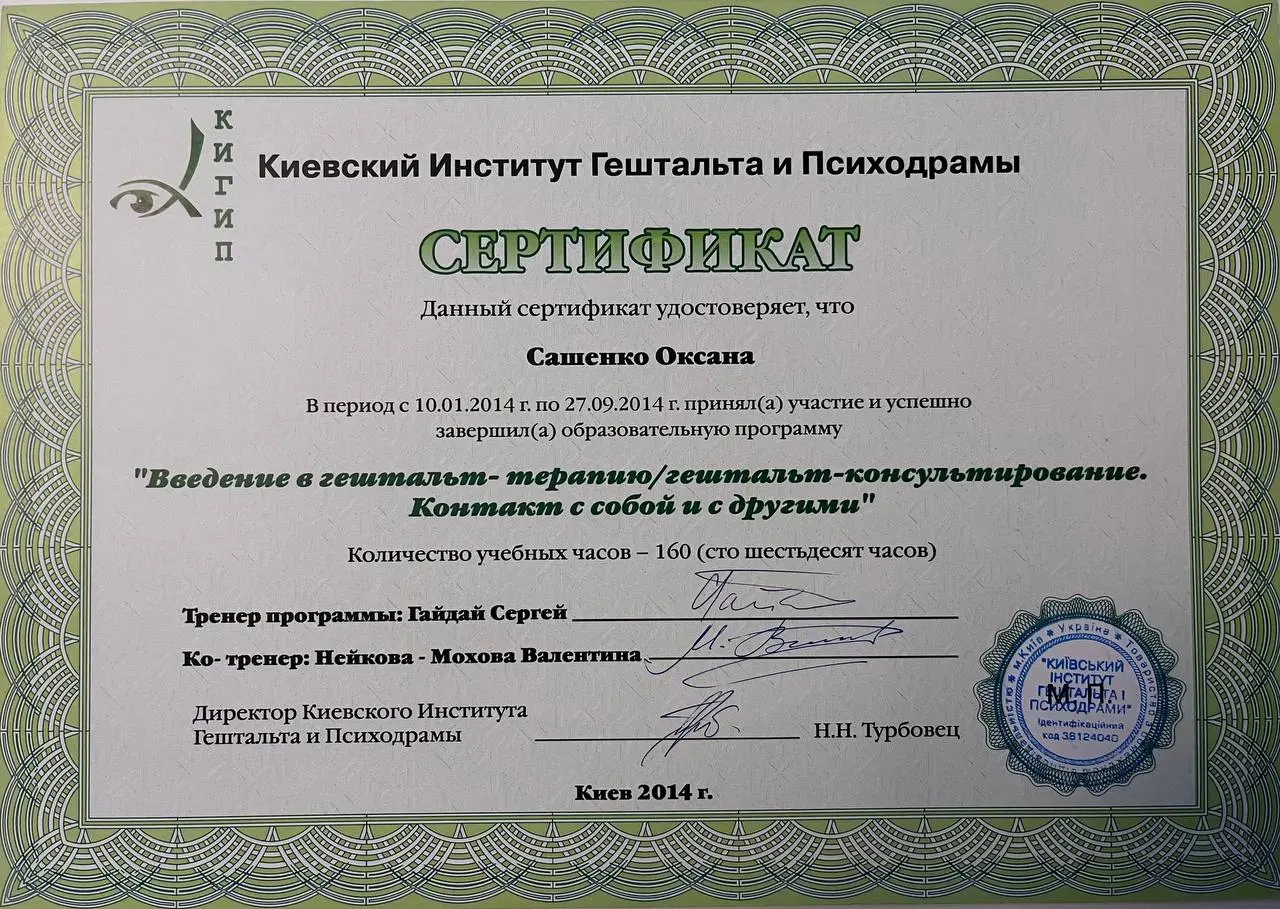 КИГИП
Киевский Институт Гештальта и Психодрамы
СЕРТИФИКАТ
Данный сертификат удостоверяет, что
Сашенко Оксана
В период с 10.01.2014 г. по 27.09.2014 г. принял(а) участие и успешно
завершил(а) образовательную программу
"Введение в гештальт- терапию/гештальт-консультирование.
Контакт с собой и с другими"
Количество учебных часов – 160 (сто шестьдесят часов)
Тренер программы: Гайдай Сергей
Ко- тренер: Нейкова - Мохова Валентина
Директор Киевского Института
Гештальта и Психодрамы
Н.Н. Турбовец
Киев 2014 г.
м.Київ * Україна * Товариство з
"КИЇВСЬКИЙ
ІНСТИТУТ
ГЕШТАЛЬТА І
ПСИХОДРАМИ"
Ідентифікаційний
код 38124040
М.П.